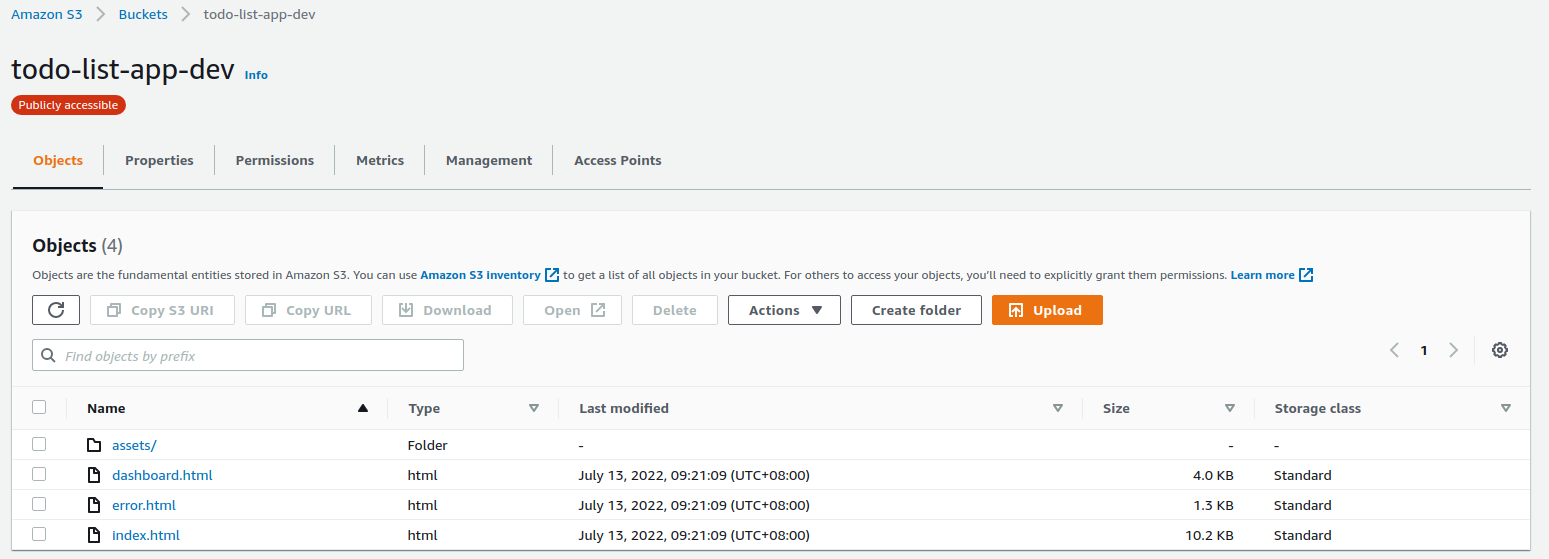 Amazon S3 > Buckets > todo-list-app-dev
todo-list-app-dev Info
Publicly accessible
Objects Properties Permissions Metrics Management Access Points
Objects (4)
Objects are the fundamental entities stored in Amazon S3. You can use Amazon S3 inventory to get a list of all objects in your bucket. For others to access your objects, you'll need to explicitly grant them permissions. Learn more
Copy S3 URI Copy URL Download Open Delete Actions Create folder Upload
Find objects by prefix
1
Name Type Last modified Size Storage class
assets/ Folder - - -
dashboard.html html July 13, 2022, 09:21:09 (UTC+08:00) 4.0 KB Standard
error.html html July 13, 2022, 09:21:09 (UTC+08:00) 1.3 KB Standard
index.html html July 13, 2022, 09:21:09 (UTC+08:00) 10.2 KB Standard